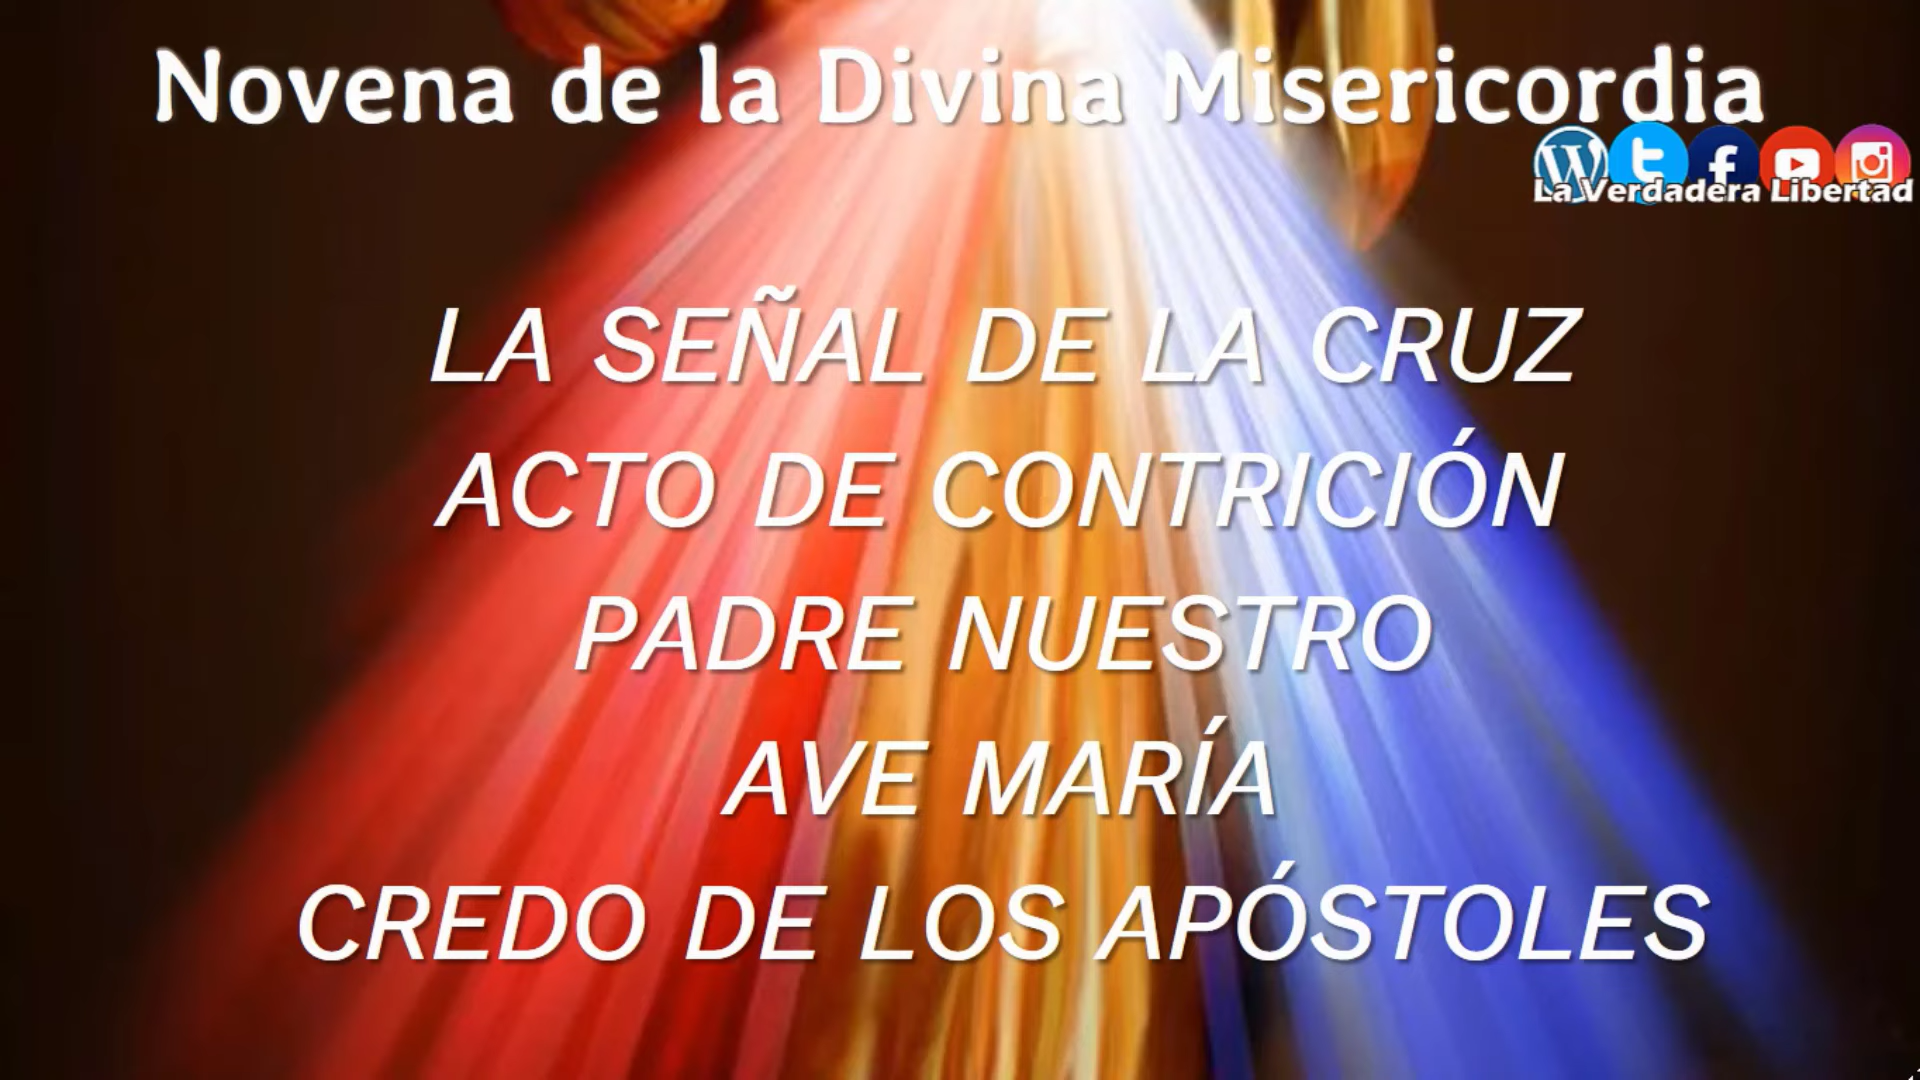 Novena de la Divina Misericordia
La Verdadera Libertad
LA SEÑAL DE LA CRUZ
ACTO DE CONTRICIÓN
PADRE NUESTRO
AVE MARÍA
CREDO DE LOS APÓSTOLES